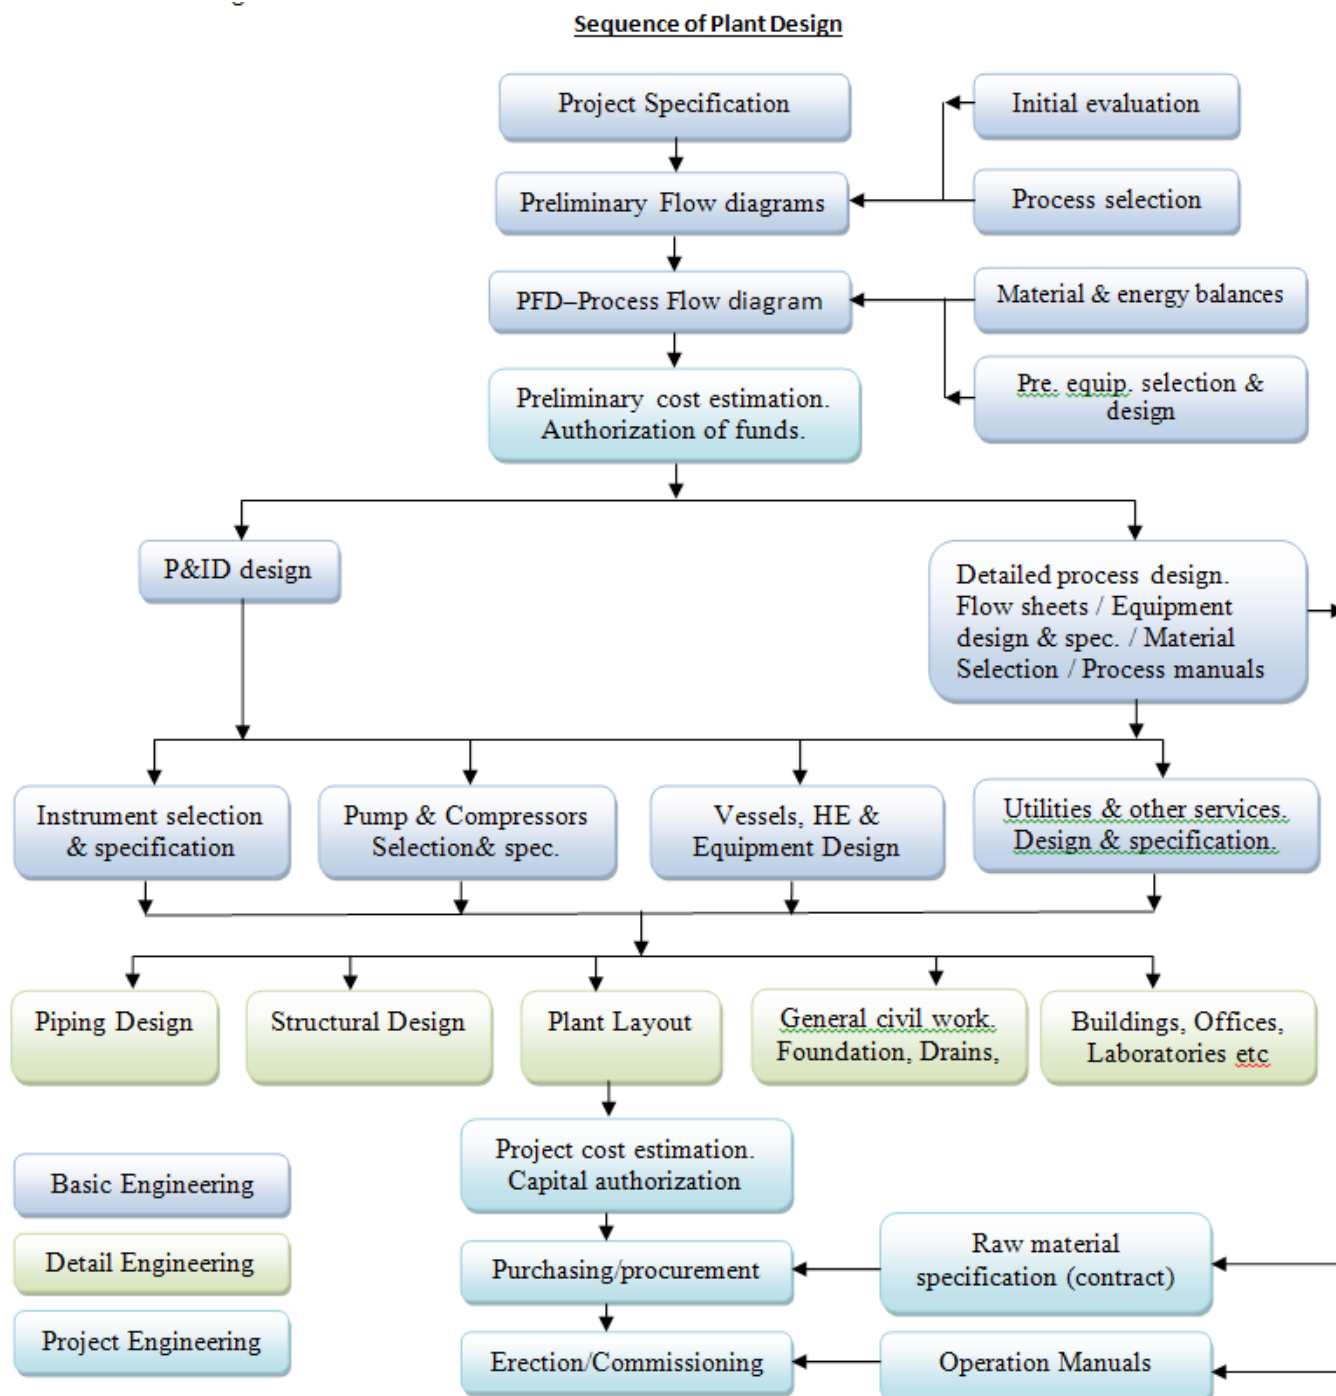 Sequence of Plant Design
Project Specification
Initial evaluation
Preliminary Flow diagrams
Process selection
PFD–Process Flow diagram
Material & energy balances
Preliminary cost estimation.
Authorization of funds.
Pre. equip. selection &
design
P&ID design
Detailed process design.
Flow sheets / Equipment
design & spec. / Material
Selection / Process manuals
Instrument selection
& specification
Pump & Compressors
Selection& spec.
Vessels, HE &
Equipment Design
Utilities & other services.
Design & specification.
Piping Design
Structural Design
Plant Layout
General civil work.
Foundation, Drains,
Buildings, Offices,
Laboratories etc
Project cost estimation.
Capital authorization
Basic Engineering
Detail Engineering
Project Engineering
Purchasing/procurement
Raw material
specification (contract)
Erection/Commissioning
Operation Manuals